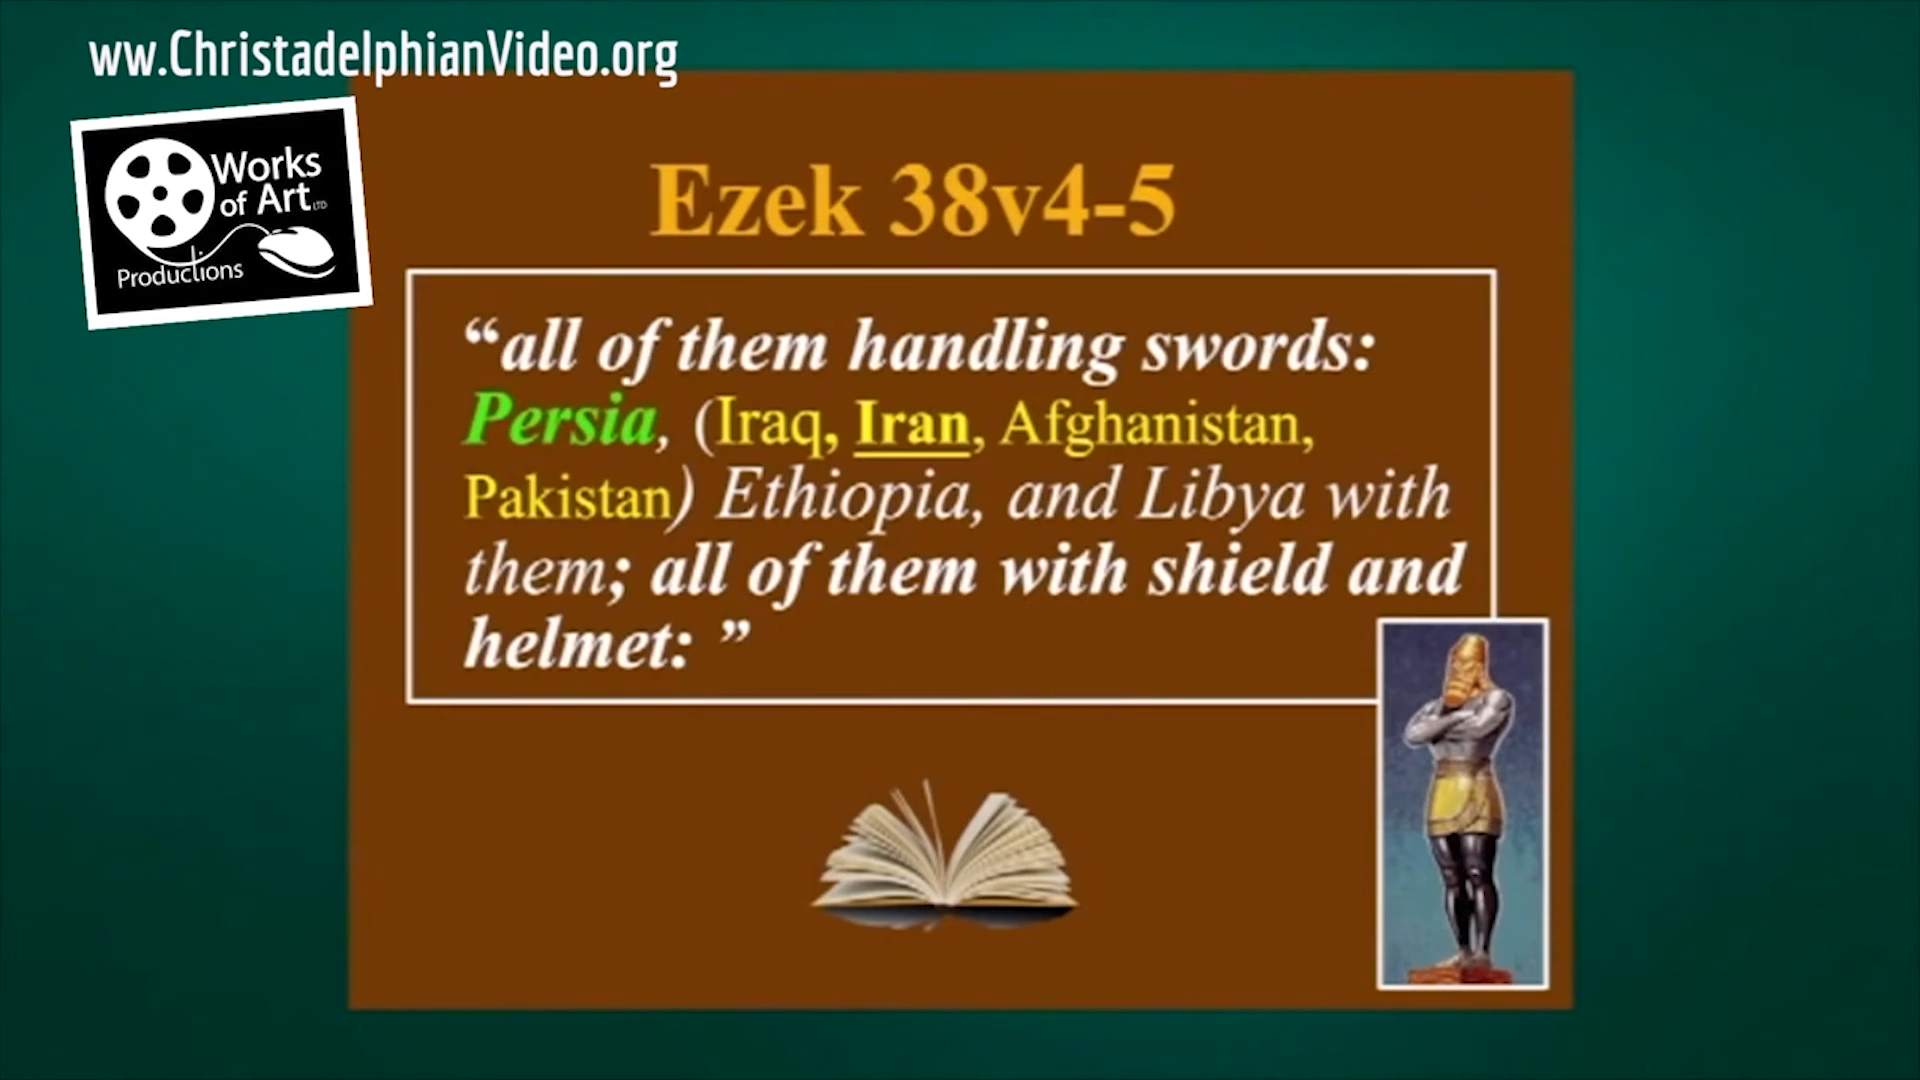 ww.ChristadelphianVideo.org
Works
of Art LTD
Productions
Ezek 38v4-5
“all of them handling swords:
Persia, (Iraq, Iran, Afghanistan,
Pakistan) Ethiopia, and Libya with
them; all of them with shield and
helmet: ”